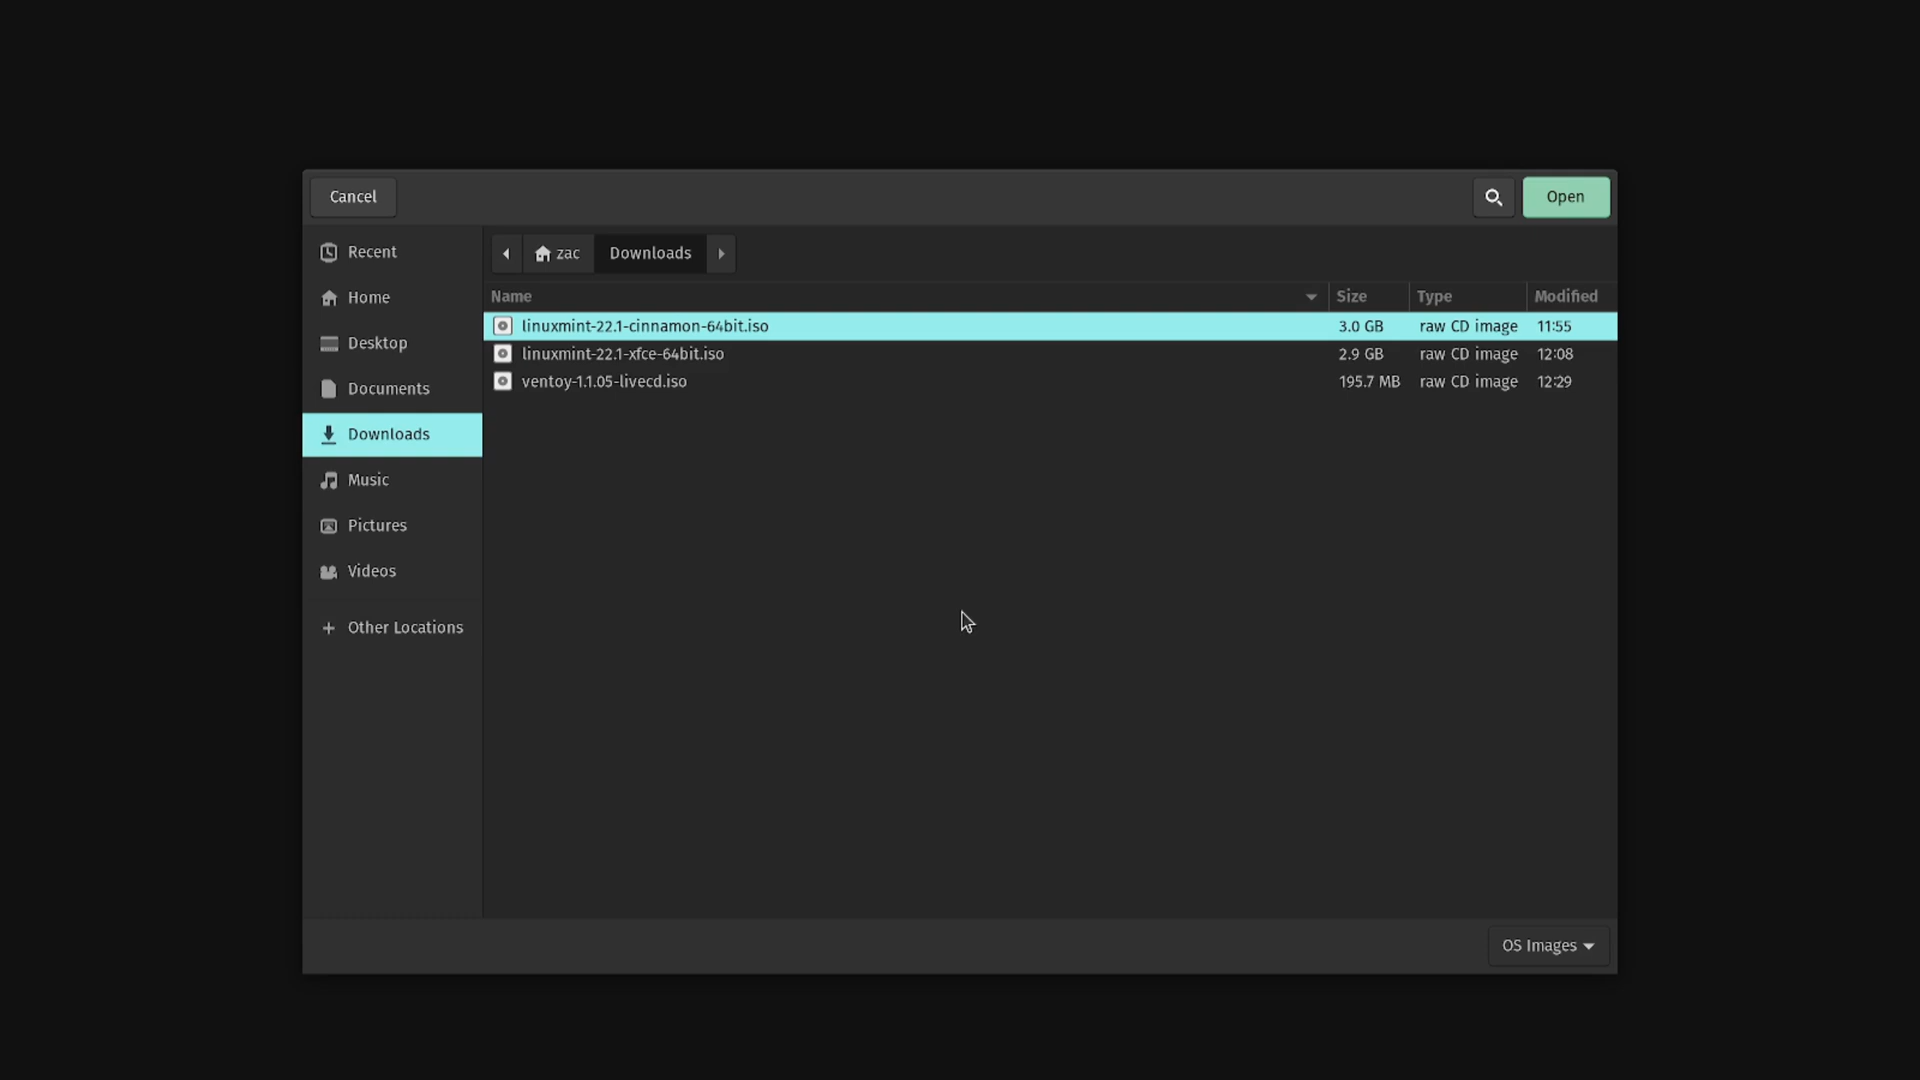 Cancel
Open
Recent
Home
Desktop
Documents
Downloads
Music
Pictures
Videos
Other Locations
zac Downloads
Name Size Type Modified
linuxmint-22.1-cinnamon-64bit.iso 3.0 GB raw CD image 11:55
linuxmint-22.1-xfce-64bit.iso 2.9 GB raw CD image 12:08
ventoy-1.1.05-livecd.iso 195.7 MB raw CD image 12:29
OS Images